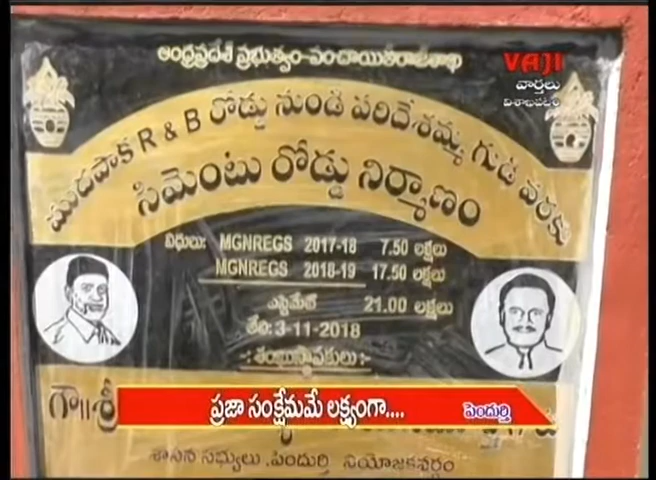 ఆంధ్రప్రదేశ్ ప్రభుత్వం-పంచాయితీరాజ్‌శాఖ
VAJI
వార్తలు
విశాఖపట్నం
ముదపాక R & B రోడ్డు నుండి పరిదేశమ్మ గుడి వరకు
సిమెంటు రోడ్డు నిర్మాణం
నిధులు: MGNREGS 2017-18 7.50 లక్షలు
MGNREGS 2018-19 17.50 లక్షలు
ఎస్టిమేట్ 21.00 లక్షలు
తేది: 3-11-2018
-: శంఖుస్థాపకులు :-
గౌ॥శ్రీ
ప్రజా సంక్షేమమే లక్ష్యంగా....
పెందుర్తి
శాసన సభ్యులు, పెందుర్తి నియోజకవర్గం